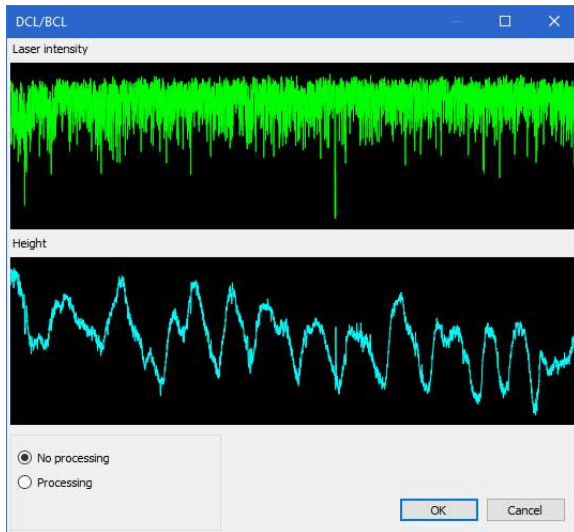 DCL/BCL
Laser intensity
Height
No processing
Processing
OK Cancel